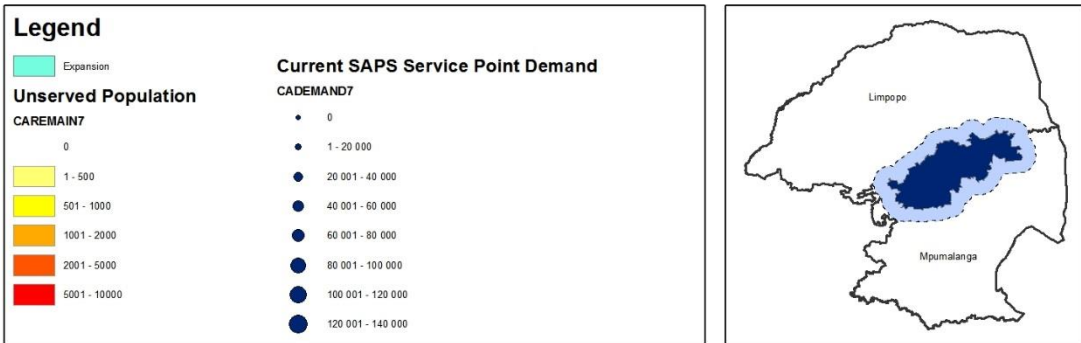 Legend
Expansion
Unserved Population
CAREMAIN7
0
1 - 500
501 - 1000
1001 - 2000
2001 - 5000
5001 - 10000
Current SAPS Service Point Demand
CADEMAND7
0
1 - 20 000
20 001 - 40 000
40 001 - 60 000
60 001 - 80 000
80 001 - 100 000
100 001 - 120 000
120 001 - 140 000
Limpopo
Mpumalanga